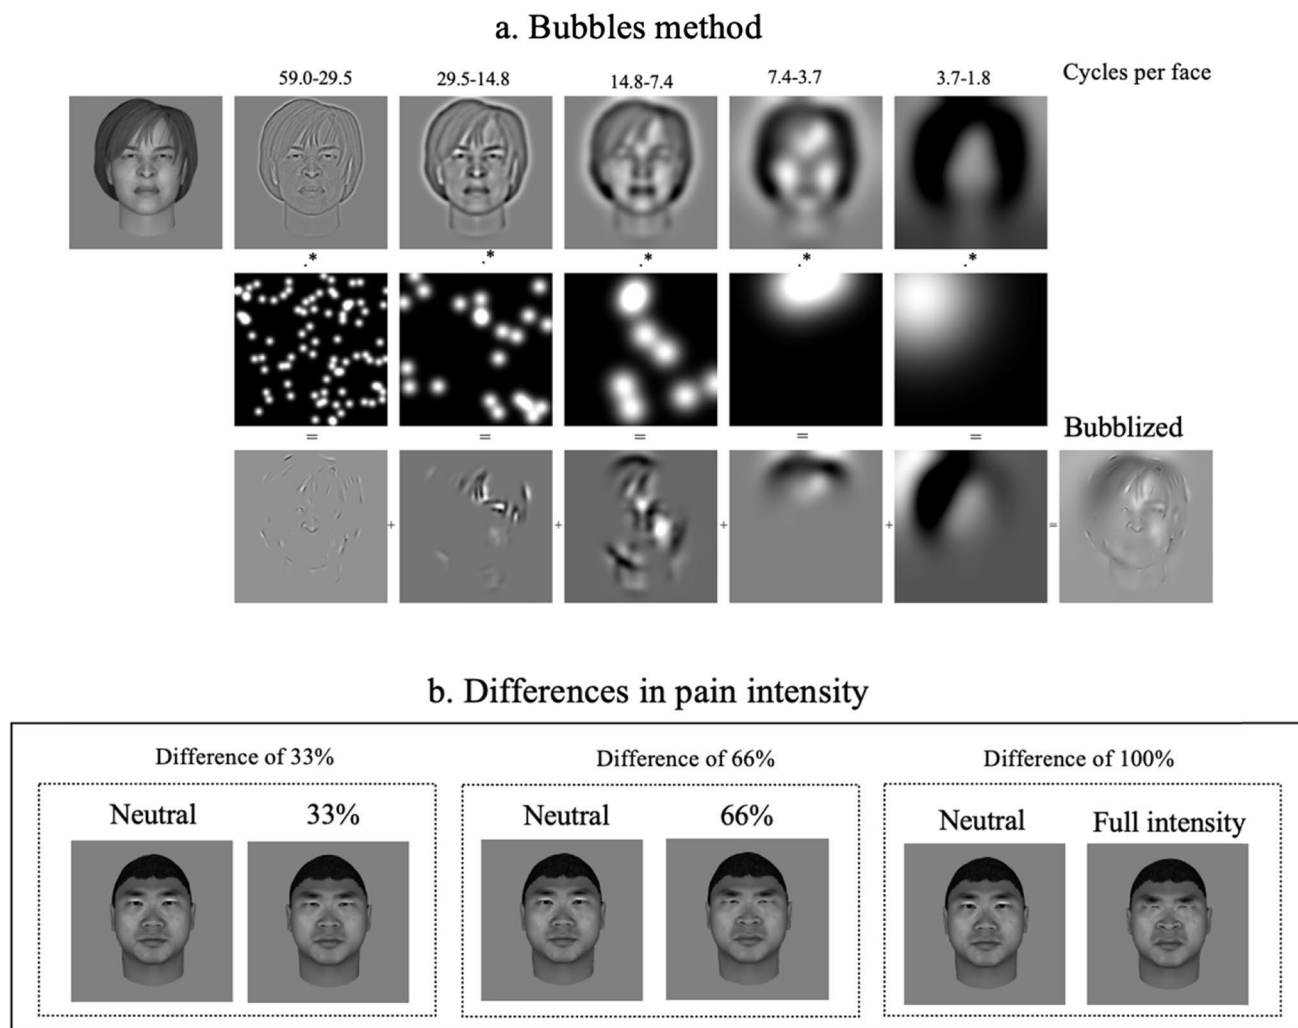 a. Bubbles method
59.0-29.5 29.5-14.8 14.8-7.4 7.4-3.7 3.7-1.8 Cycles per face
.* .* .* .* .*
= = = = =
Bubblized
+ + + + =
b. Differences in pain intensity
Difference of 33% Difference of 66% Difference of 100%
Neutral 33% Neutral 66% Neutral Full intensity